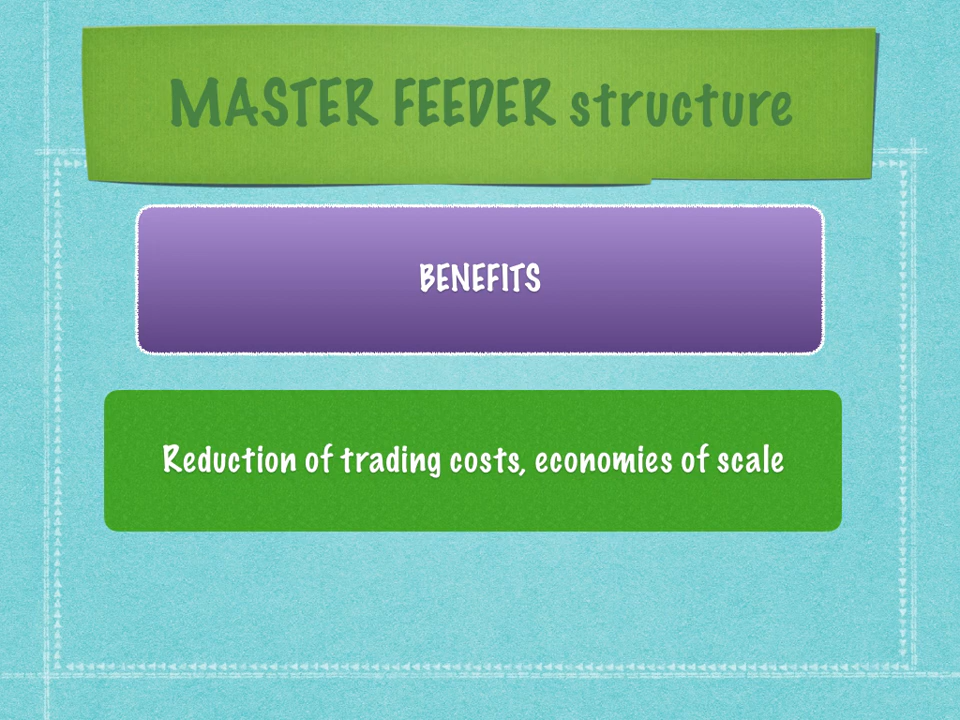 MASTER FEEDER structure
BENEFITS
Reduction of trading costs, economies of scale